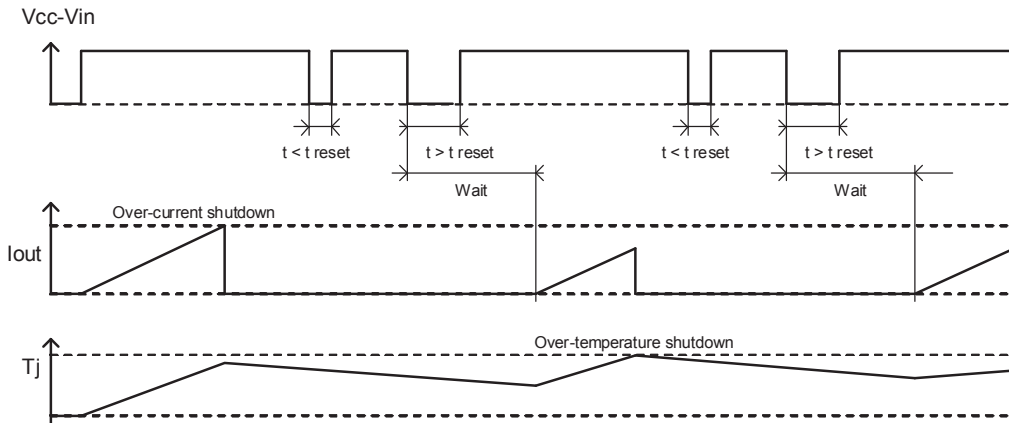 Vcc-Vin
t < t reset
t > t reset
t < t reset
t > t reset
Wait
Wait
Over-current shutdown
Iout
Over-temperature shutdown
Tj